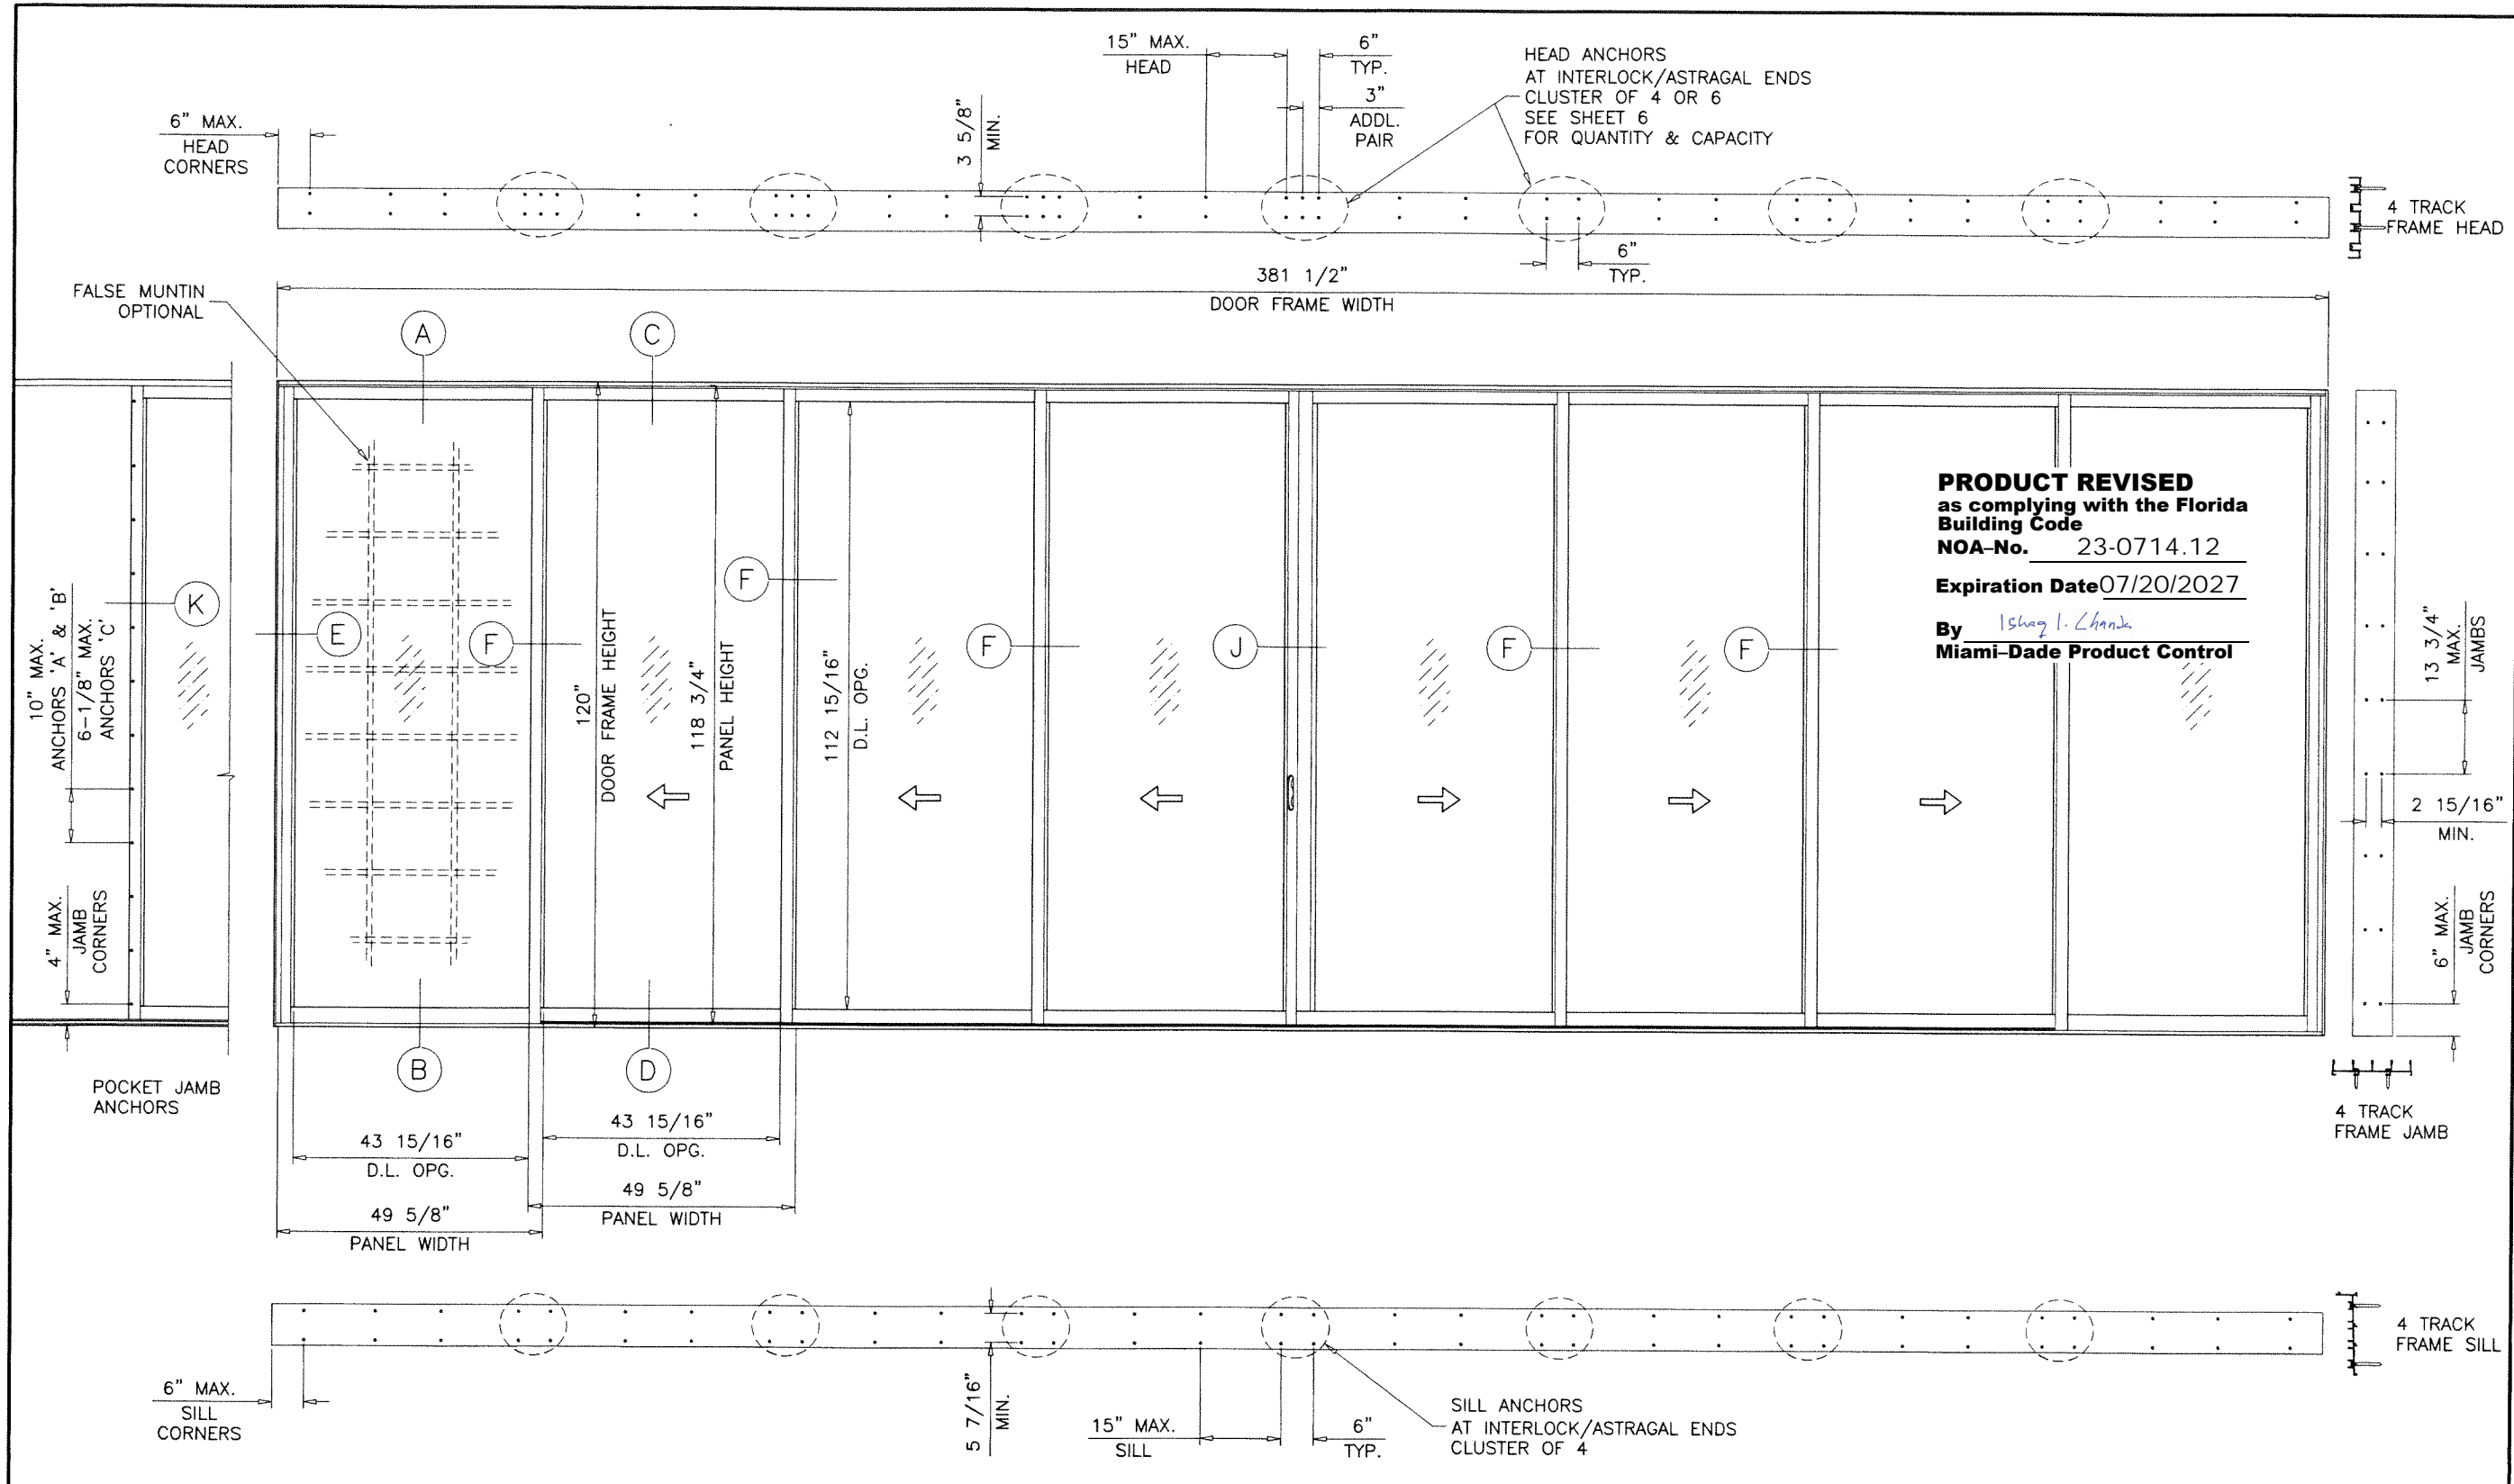 15" MAX.
HEAD
6"
TYP.
3"
ADDL.
PAIR
HEAD ANCHORS
AT INTERLOCK/ASTRAGAL ENDS
CLUSTER OF 4 OR 6
SEE SHEET 6
FOR QUANTITY & CAPACITY
6" MAX.
HEAD
CORNERS
3 5/8"
MIN.
4 TRACK
FRAME HEAD
6"
TYP.
381 1/2"
DOOR FRAME WIDTH
FALSE MUNTIN
OPTIONAL
A
C
PRODUCT REVISED
as complying with the Florida
Building Code
NOA-No. 23-0714.12
Expiration Date 07/20/2027
By Ishaq I. Chanda
Miami-Dade Product Control
10" MAX.
ANCHORS 'A' & 'B'
6-1/8" MAX.
ANCHORS 'C'
K
E
F
F
F
J
F
F
120"
DOOR FRAME HEIGHT
118 3/4"
PANEL HEIGHT
112 15/16"
D.L. OPG.
13 3/4"
MAX.
JAMBS
2 15/16"
MIN.
4" MAX.
JAMB
CORNERS
6" MAX.
JAMB
CORNERS
POCKET JAMB
ANCHORS
B
D
4 TRACK
FRAME JAMB
43 15/16"
D.L. OPG.
43 15/16"
D.L. OPG.
49 5/8"
PANEL WIDTH
49 5/8"
PANEL WIDTH
4 TRACK
FRAME SILL
6" MAX.
SILL
CORNERS
5 7/16"
MIN.
15" MAX.
SILL
6"
TYP.
SILL ANCHORS
AT INTERLOCK/ASTRAGAL ENDS
CLUSTER OF 4